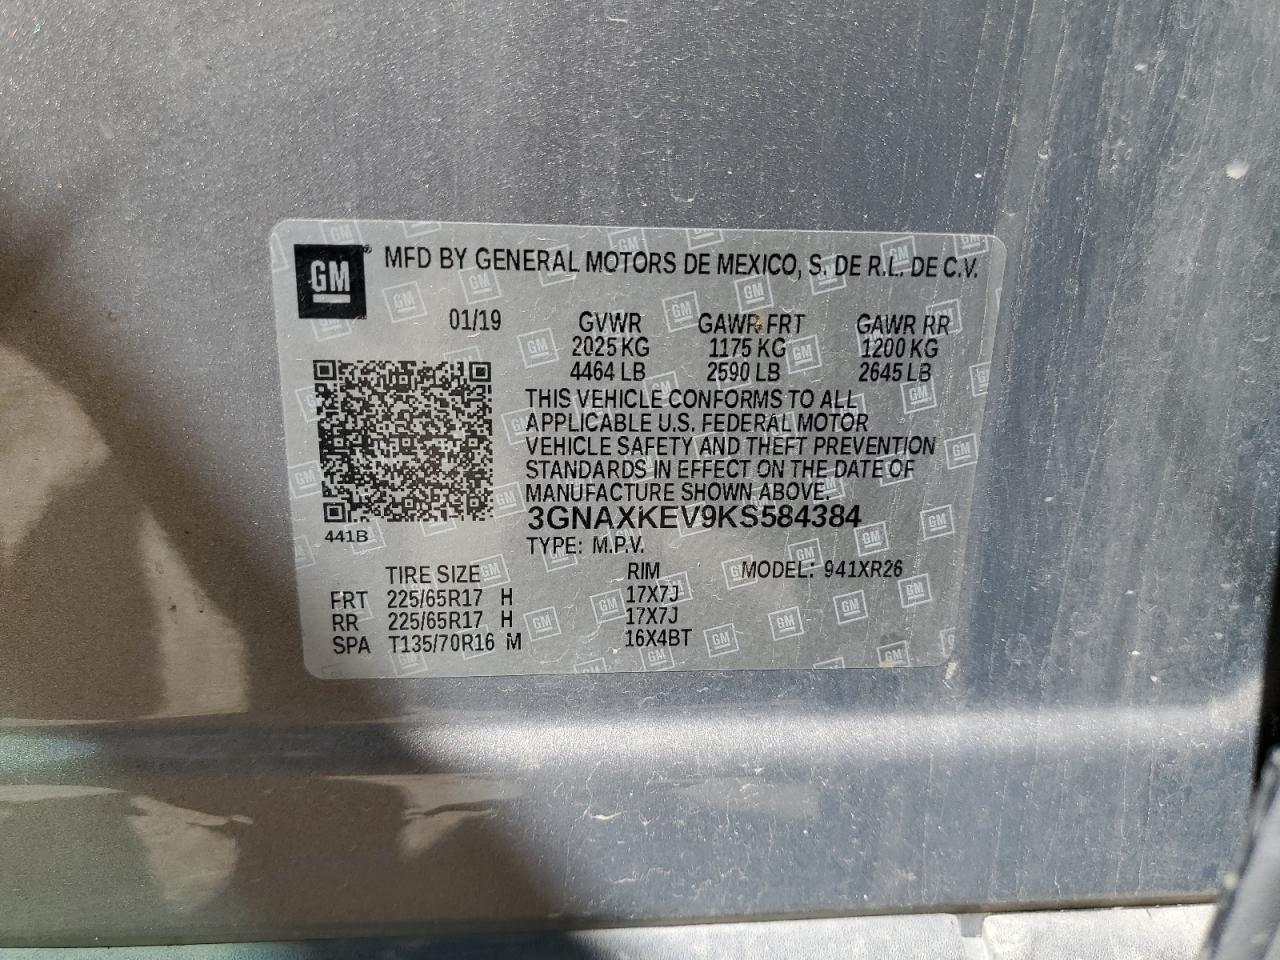 GM® MFD BY GENERAL MOTORS DE MEXICO, S. DE R.L. DE C.V.
01/19 GVWR GAWR FRT GAWR RR
2025 KG 1175 KG 1200 KG
4464 LB 2590 LB 2645 LB
THIS VEHICLE CONFORMS TO ALL
APPLICABLE U.S. FEDERAL MOTOR
VEHICLE SAFETY AND THEFT PREVENTION
STANDARDS IN EFFECT ON THE DATE OF
MANUFACTURE SHOWN ABOVE.
3GNAXKEV9KS584384
441B
TYPE: M.P.V.
TIRE SIZE RIM MODEL: 941XR26
FRT 225/65R17 H 17X7J
RR 225/65R17 H 17X7J
SPA T135/70R16 M 16X4BT